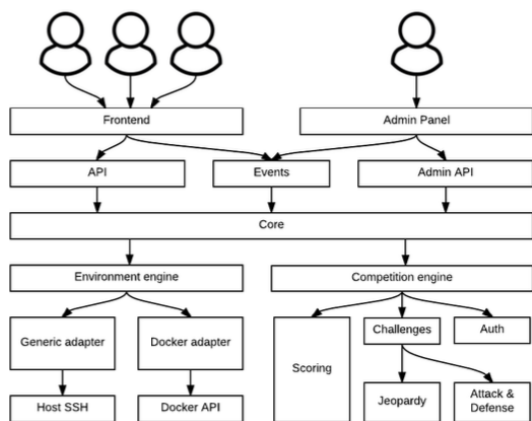 Frontend
Admin Panel
API
Events
Admin API
Core
Environment engine
Competition engine
Generic adapter
Docker adapter
Scoring
Challenges
Auth
Host SSH
Docker API
Jeopardy
Attack &
Defense